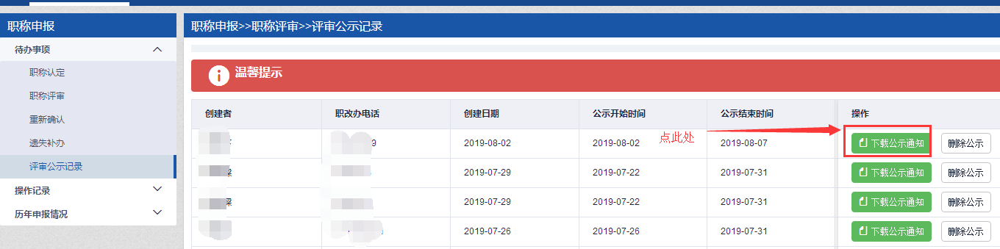 职称申报
职称申报>>职称评审>>评审公示记录
待办事项
职称认定
职称评审
重新确认
遗失补办
评审公示记录
操作记录
历年申报情况
温馨提示
创建者 职改办电话 创建日期 公示开始时间 公示结束时间 操作
9 2019-08-02 2019-08-02 点此处 2019-08-07 下载公示通知 删除公示
2019-07-29 2019-07-22 2019-07-31 下载公示通知 删除公示
2019-07-29 2019-07-22 2019-07-31 下载公示通知 删除公示
2019-07-26 2019-07-26 2019-07-31 下载公示通知 删除公示